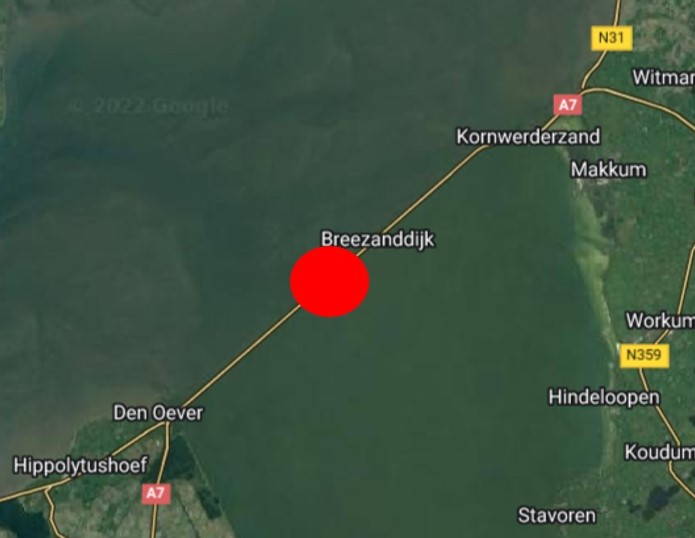 N31
Witmar
© 2022 Google
A7
Kornwerderzand
Makkum
Breezanddijk
Workum
N359
Hindeloopen
Den Oever
Koudum
Hippolytushoef
A7
Stavoren